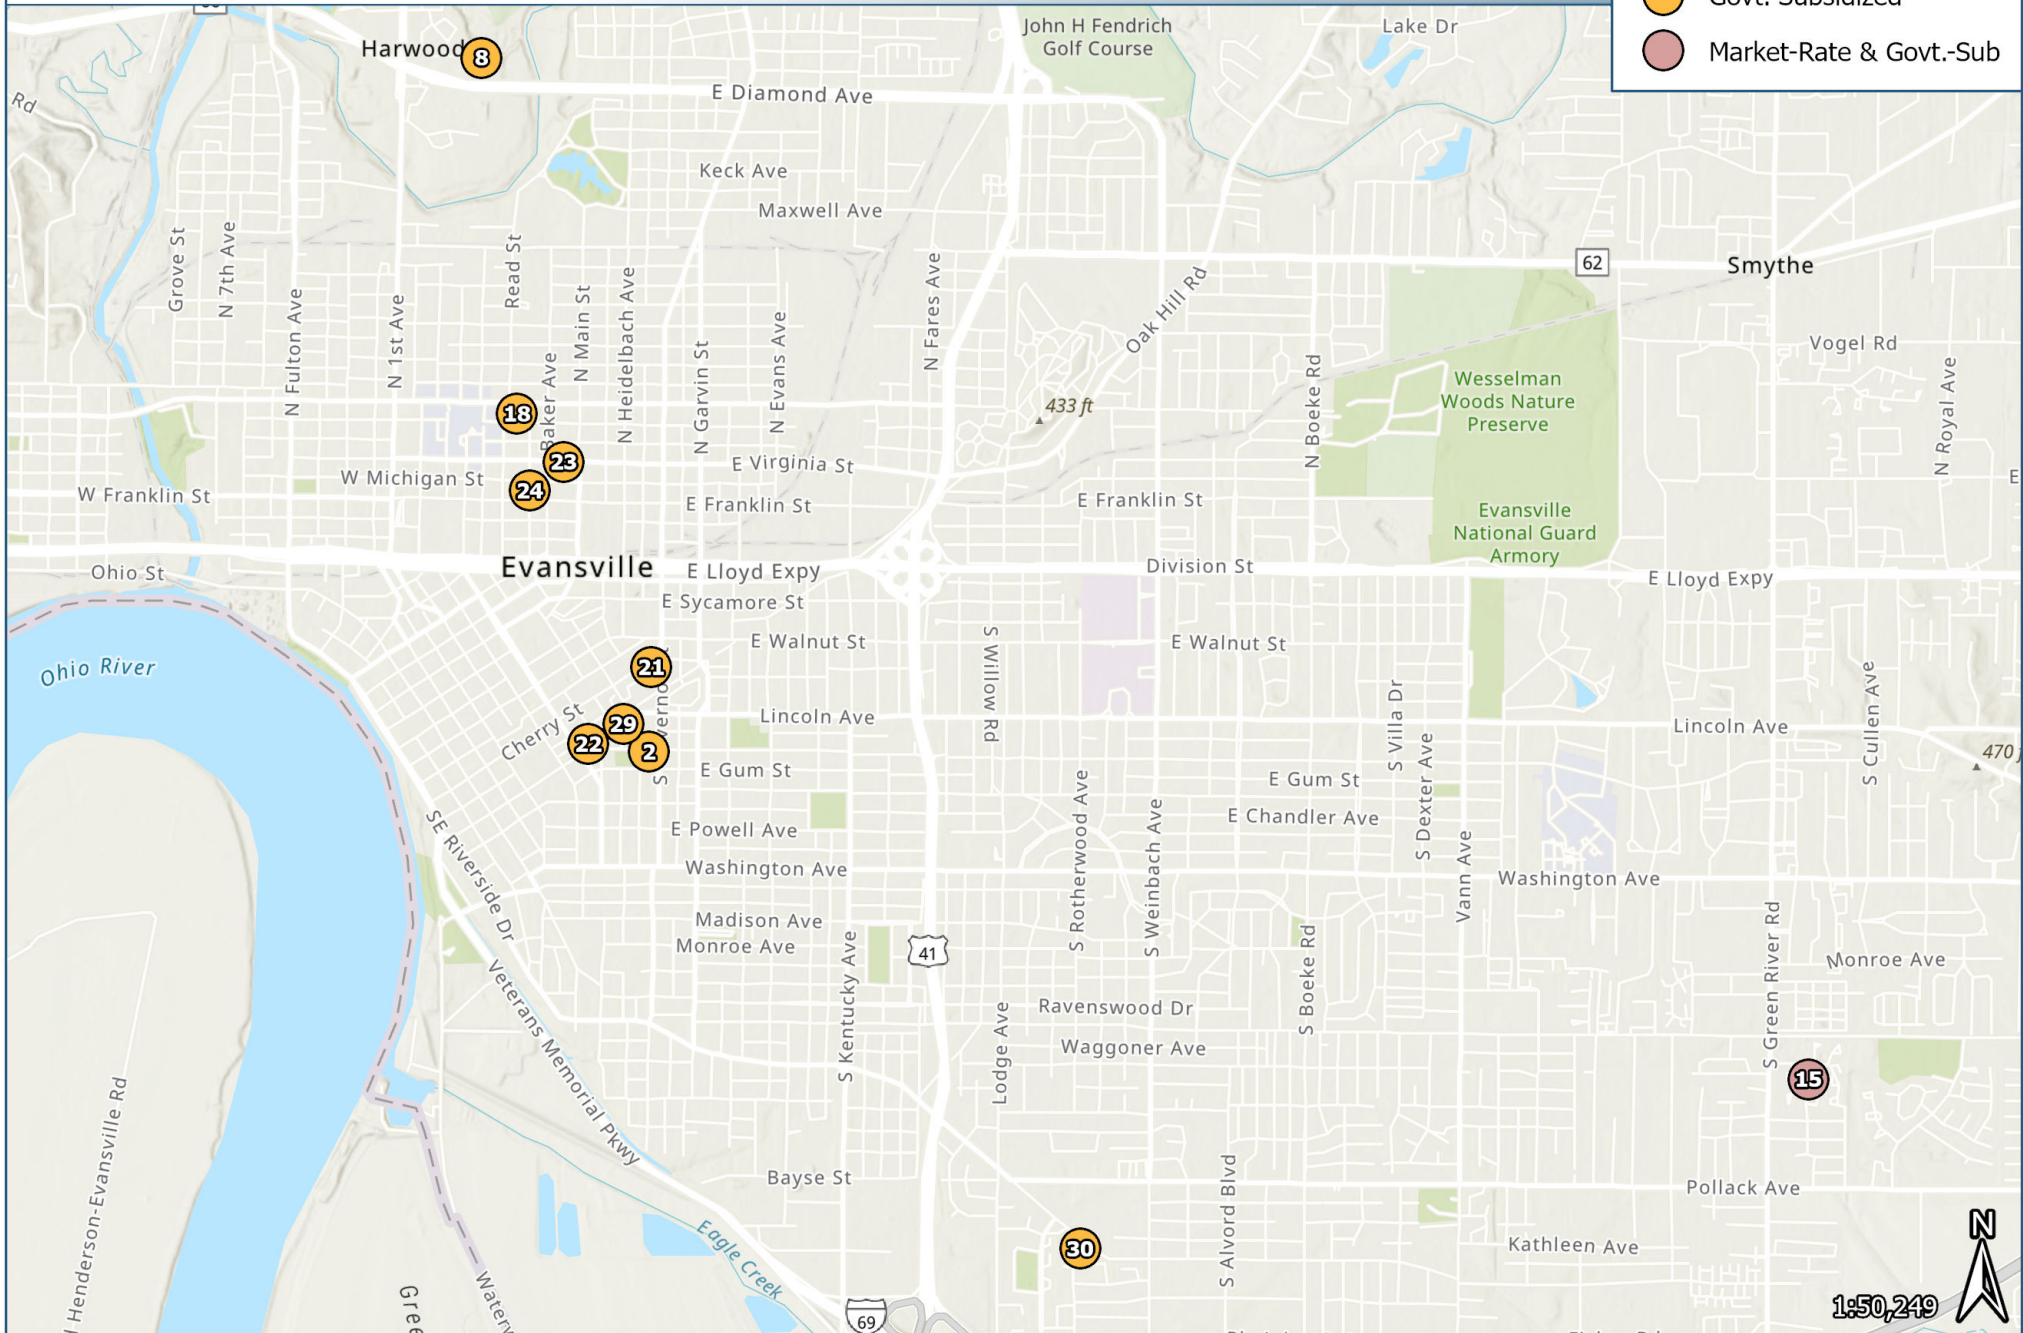 Market-Rate & Govt.-Sub
John H Fendrich
Golf Course
Lake Dr
Harwood
8
E Diamond Ave
Rd
Keck Ave
Maxwell Ave
Grove St
N 7th Ave
Read St
N Fulton Ave
N 1st Ave
N Main St
N Heidelbach Ave
N Garvin St
N Evans Ave
N Fares Ave
Oak Hill Rd
62
Smythe
Vogel Rd
N Royal Ave
N Boeke Rd
Wesselman
Woods Nature
Preserve
433 ft
18
Baker Ave
23
24
W Michigan St
W Franklin St
E Virginia St
E Franklin St
E Franklin St
Evansville
National Guard
Armory
Evansville
E Lloyd Expy
Division St
E Lloyd Expy
Ohio St
E Sycamore St
E Walnut St
E Walnut St
Ohio River
21
S Willow Rd
S Villa Dr
S Cullen Ave
Cherry St
29
22
2
Lincoln Ave
Lincoln Ave
470
E Gum St
E Gum St
S Dexter Ave
E Chandler Ave
E Powell Ave
SE Riverside Dr
S Rotherwood Ave
S Weinbach Ave
Vann Ave
Washington Ave
Washington Ave
Madison Ave
Monroe Ave
S Kentucky Ave
41
S Boeke Rd
S Green River Rd
Monroe Ave
Veterans Memorial Pkwy
Lodge Ave
Ravenswood Dr
Waggoner Ave
15
Henderson-Evansville Rd
Bayse St
S Alvord Blvd
Pollack Ave
Eagle Creek
30
Kathleen Ave
N
1:50,249
69